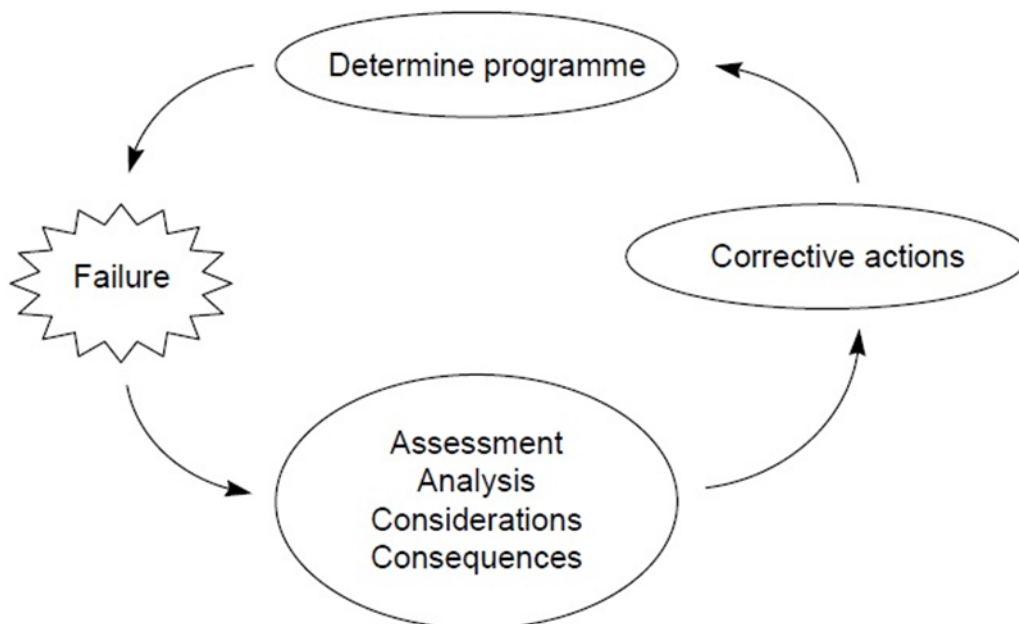 Determine programme
Failure
Corrective actions
Assessment
Analysis
Considerations
Consequences